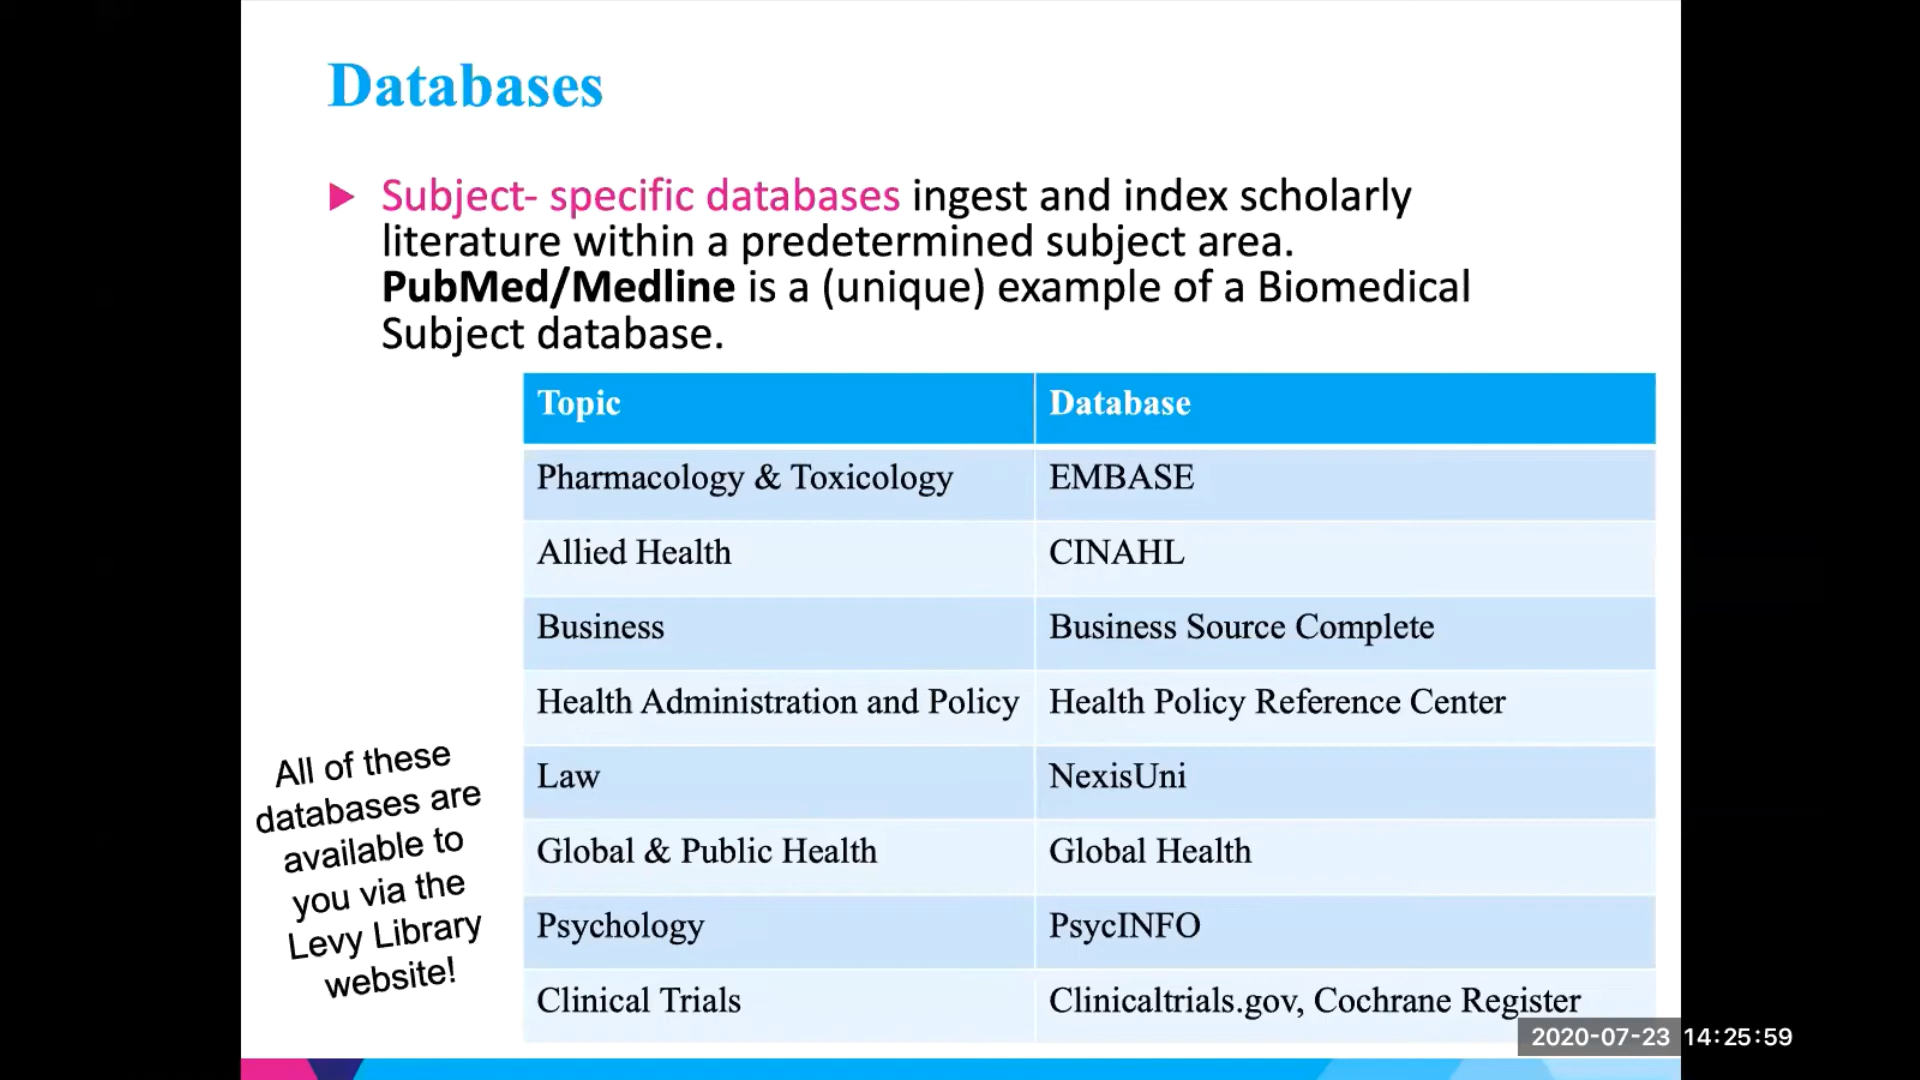 Databases
Subject- specific databases ingest and index scholarly
literature within a predetermined subject area.
PubMed/Medline is a (unique) example of a Biomedical
Subject database.
Topic Database
Pharmacology & Toxicology EMBASE
Allied Health CINAHL
Business Business Source Complete
Health Administration and Policy Health Policy Reference Center
Law NexisUni
Global & Public Health Global Health
Psychology PsycINFO
Clinical Trials Clinicaltrials.gov, Cochrane Register
All of these
databases are
available to
you via the
Levy Library
website!
2020-07-23 14:25:59